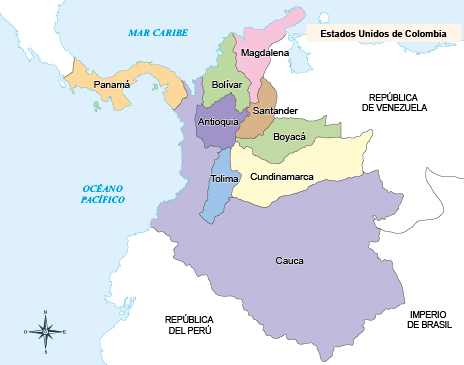 MAR CARIBE
Estados Unidos de Colombia
Magdalena
Panamá
Bolívar
REPÚBLICA
DE VENEZUELA
Santander
Antioquia
Boyacá
OCÉANO
PACÍFICO
Tolima
Cundinamarca
Cauca
REPÚBLICA
DEL PERÚ
IMPERIO
DE BRASIL
N
O
E
S